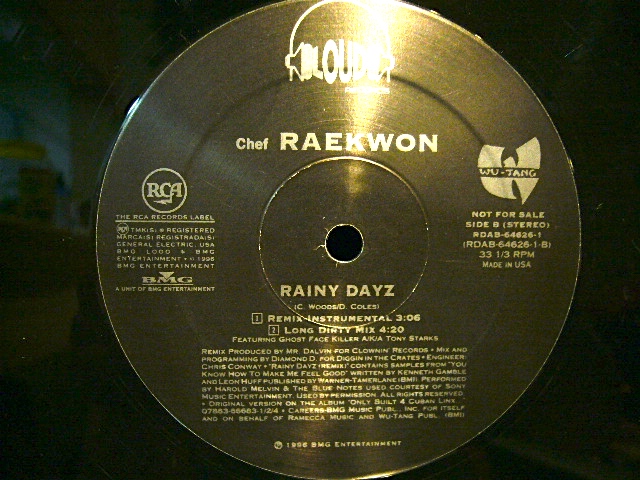 LOUD
Chef RAEKWON
RCA
THE RCA RECORDS LABEL
TMK(S) ® REGISTERED
MARCA(S) REGISTRADA(S)
GENERAL ELECTRIC, USA
BMG LOGO ® BMG
ENTERTAINMENT • © 1996
BMG ENTERTAINMENT
BMG
A UNIT OF BMG ENTERTAINMENT
WU-TANG
NOT FOR SALE
SIDE B (STEREO)
RDAB-64626-1
(RDAB-64626-1-B)
33 1/3 RPM
MADE IN USA
RAINY DAYZ
(C. WOODS/D. COLES)
1 REMIX-INSTRUMENTAL 3:06
2 LONG DIRTY MIX 4:20
FEATURING GHOST FACE KILLER A/K/A TONY STARKS
REMIX PRODUCED BY MR. DALVIN FOR CLOWNIN' RECORDS • MIX AND
PROGRAMMING BY DIAMOND D. FOR DIGGIN IN THE CRATES • ENGINEER:
CHRIS CONWAY • "RAINY DAYZ (REMIX)" CONTAINS SAMPLES FROM "YOU
KNOW HOW TO MAKE ME FEEL GOOD" WRITTEN BY KENNETH GAMBLE
AND LEON HUFF PUBLISHED BY WARNER-TAMERLANE (BMI). PERFORMED
BY HAROLD MELVIN & THE BLUE NOTES USED COURTESY OF SONY
MUSIC ENTERTAINMENT. USED BY PERMISSION. ALL RIGHTS RESERVED.
• ORIGINAL VERSION ON THE ALBUM "ONLY BUILT 4 CUBAN LINX..."
07863-66663-1/2/4 • CAREERS-BMG MUSIC PUBL., INC. FOR ITSELF
AND ON BEHALF OF RAMECCA MUSIC AND WU-TANG PUBL. (BMI)
℗ 1996 BMG ENTERTAINMENT